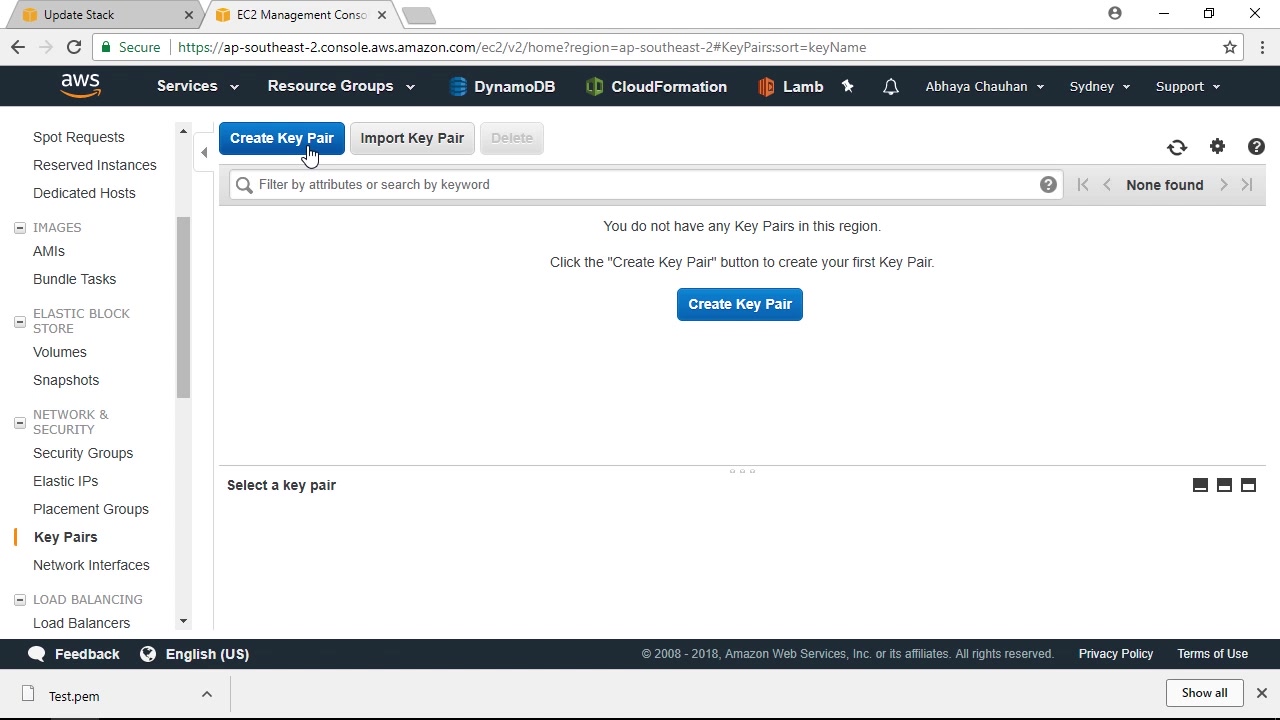 Update Stack
EC2 Management Conso
Secure
https://ap-southeast-2.console.aws.amazon.com/ec2/v2/home?region=ap-southeast-2#KeyPairs:sort=keyName
aws
Services
Resource Groups
DynamoDB
CloudFormation
Lamb
Abhaya Chauhan
Sydney
Support
Spot Requests
Reserved Instances
Dedicated Hosts
IMAGES
AMIs
Bundle Tasks
ELASTIC BLOCK
STORE
Volumes
Snapshots
NETWORK &
SECURITY
Security Groups
Elastic IPs
Placement Groups
Key Pairs
Network Interfaces
LOAD BALANCING
Load Balancers
Create Key Pair
Import Key Pair
Delete
Filter by attributes or search by keyword
None found
You do not have any Key Pairs in this region.
Click the "Create Key Pair" button to create your first Key Pair.
Create Key Pair
Select a key pair
Feedback
English (US)
© 2008 - 2018, Amazon Web Services, Inc. or its affiliates. All rights reserved.
Privacy Policy
Terms of Use
Test.pem
Show all